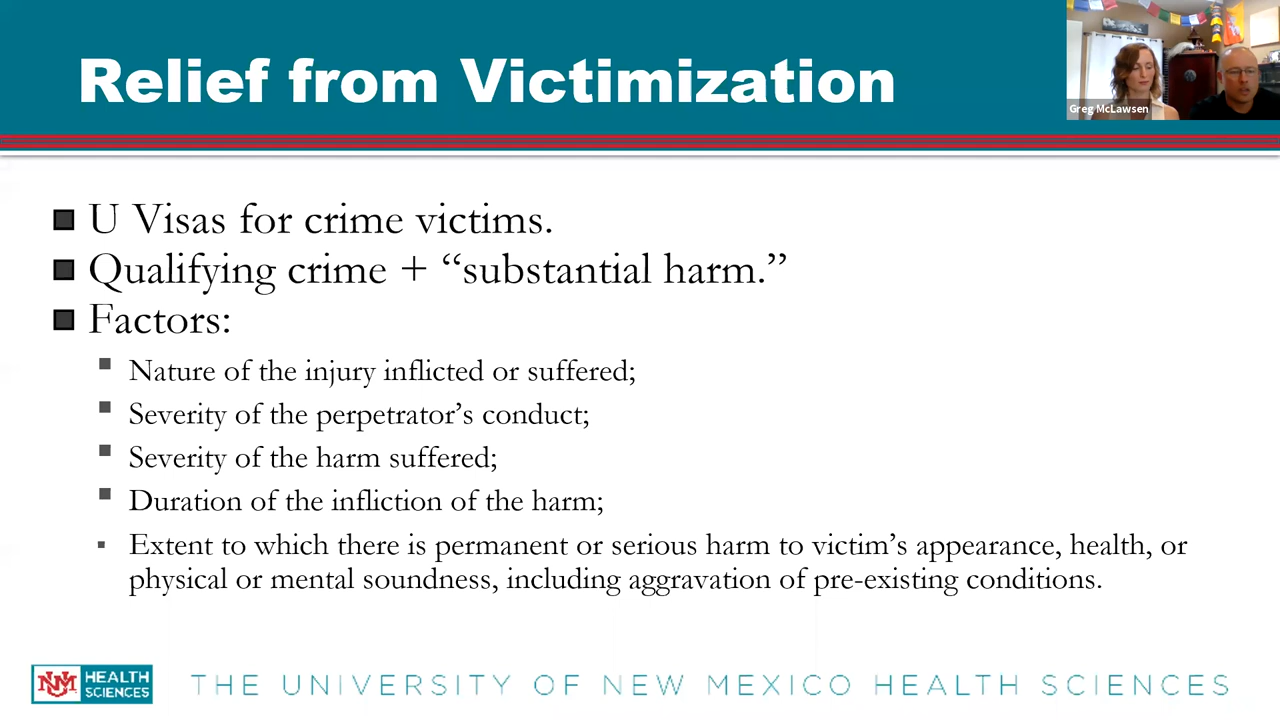 Relief from Victimization
Greg McLawsen
U Visas for crime victims.
Qualifying crime + “substantial harm.”
Factors:
Nature of the injury inflicted or suffered;
Severity of the perpetrator’s conduct;
Severity of the harm suffered;
Duration of the infliction of the harm;
Extent to which there is permanent or serious harm to victim’s appearance, health, or
physical or mental soundness, including aggravation of pre-existing conditions.
UNM HEALTH
SCIENCES
THE UNIVERSITY OF NEW MEXICO HEALTH SCIENCES